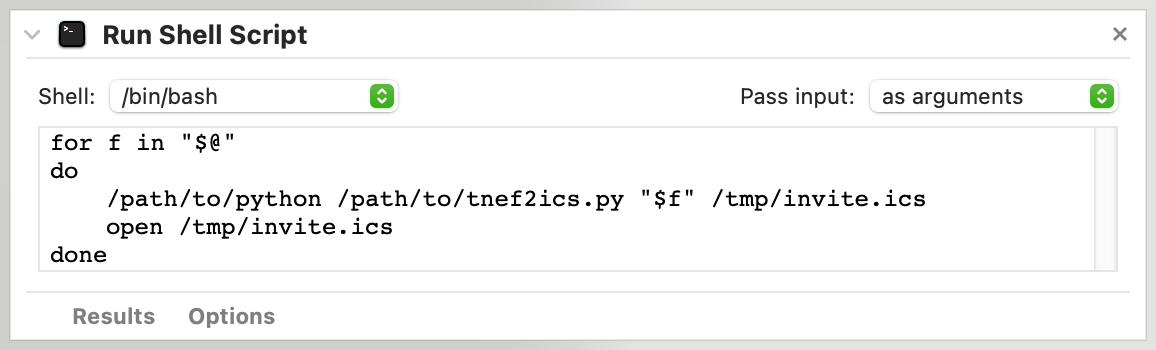 >-
Run Shell Script
Shell: /bin/bash Pass input: as arguments
for f in "$@"
do
    /path/to/python /path/to/tnef2ics.py "$f" /tmp/invite.ics
    open /tmp/invite.ics
done
Results Options